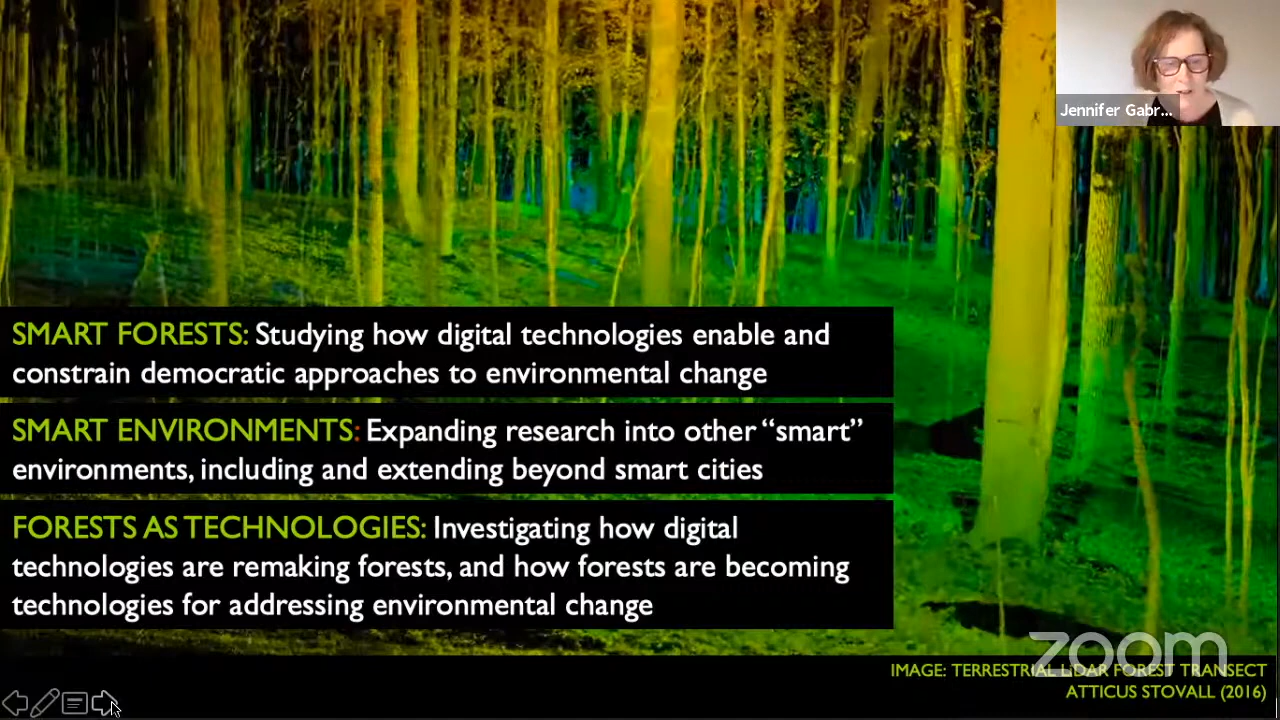 Jennifer Gabr...
SMART FORESTS: Studying how digital technologies enable and
constrain democratic approaches to environmental change
SMART ENVIRONMENTS: Expanding research into other “smart”
environments, including and extending beyond smart cities
FORESTS AS TECHNOLOGIES: Investigating how digital
technologies are remaking forests, and how forests are becoming
technologies for addressing environmental change
zoom
IMAGE: TERRESTRIAL LIDAR FOREST TRANSECT
ATTICUS STOVALL (2016)